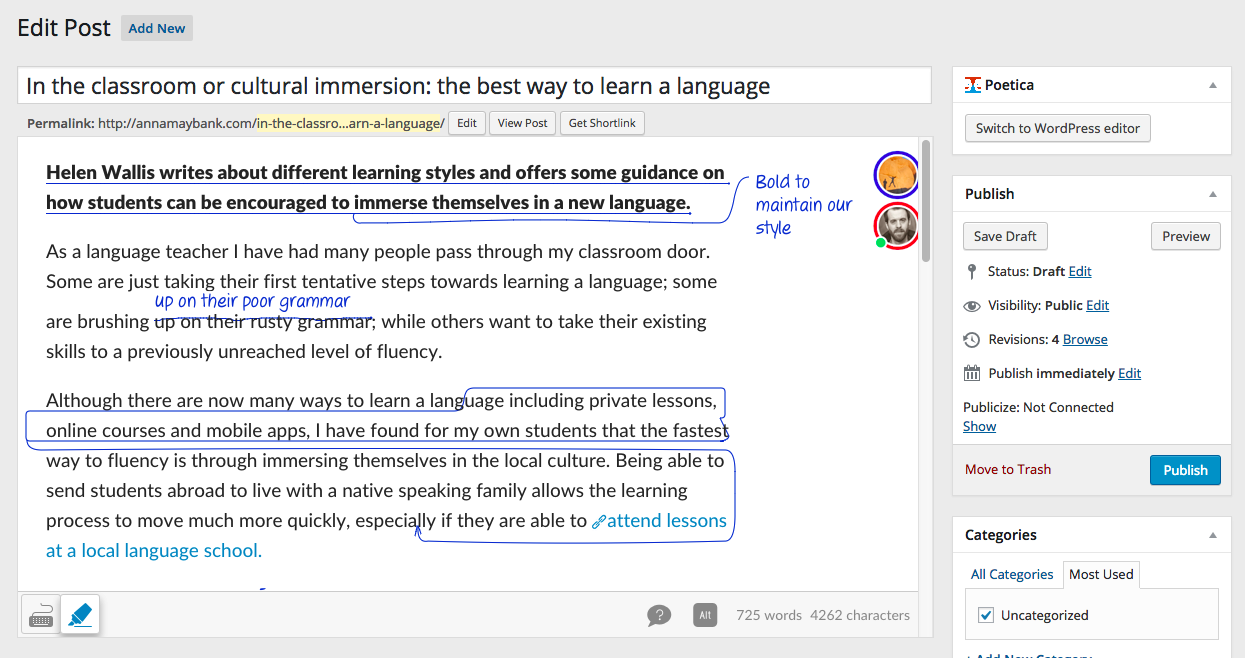 Edit Post Add New
In the classroom or cultural immersion: the best way to learn a language
Permalink: http://annamaybank.com/in-the-classro...arn-a-language/ Edit View Post Get Shortlink
Helen Wallis writes about different learning styles and offers some guidance on
how students can be encouraged to immerse themselves in a new language.
Bold to
maintain our
style
As a language teacher I have had many people pass through my classroom door.
Some are just taking their first tentative steps towards learning a language; some
up on their poor grammar
are brushing up on their rusty grammar; while others want to take their existing
skills to a previously unreached level of fluency.
Although there are now many ways to learn a language including private lessons,
online courses and mobile apps, I have found for my own students that the fastest
way to fluency is through immersing themselves in the local culture. Being able to
send students abroad to live with a native speaking family allows the learning
process to move much more quickly, especially if they are able to attend lessons
at a local language school.
? Alt 725 words 4262 characters
Poetica
Switch to WordPress editor
Publish
Save Draft Preview
Status: Draft Edit
Visibility: Public Edit
Revisions: 4 Browse
Publish immediately Edit
Publicize: Not Connected
Show
Move to Trash Publish
Categories
All Categories Most Used
Uncategorized
+ Add New Category